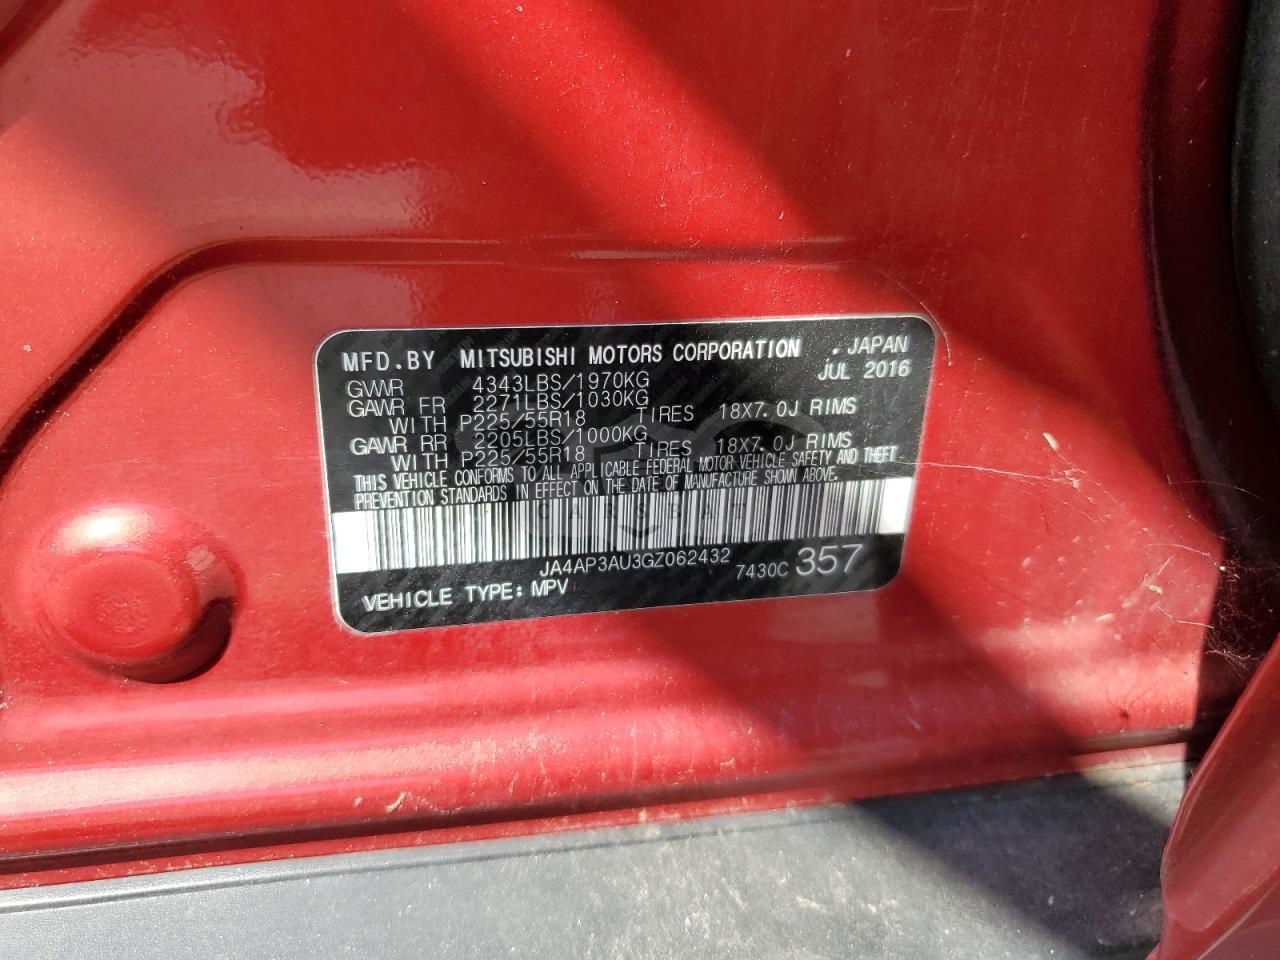 MFD.BY MITSUBISHI MOTORS CORPORATION . JAPAN
JUL 2016
GVWR 4343LBS/1970KG
GAWR FR 2271LBS/1030KG
WITH P225/55R18 TIRES 18X7.0J RIMS
GAWR RR 2205LBS/1000KG
WITH P225/55R18 TIRES 18X7.0J RIMS
THIS VEHICLE CONFORMS TO ALL APPLICABLE FEDERAL MOTOR VEHICLE SAFETY AND THEFT
PREVENTION STANDARDS IN EFFECT ON THE DATE OF MANUFACTURE SHOWN ABOVE.
JA4AP3AU3GZ062432
7430C 357
VEHICLE TYPE: MPV